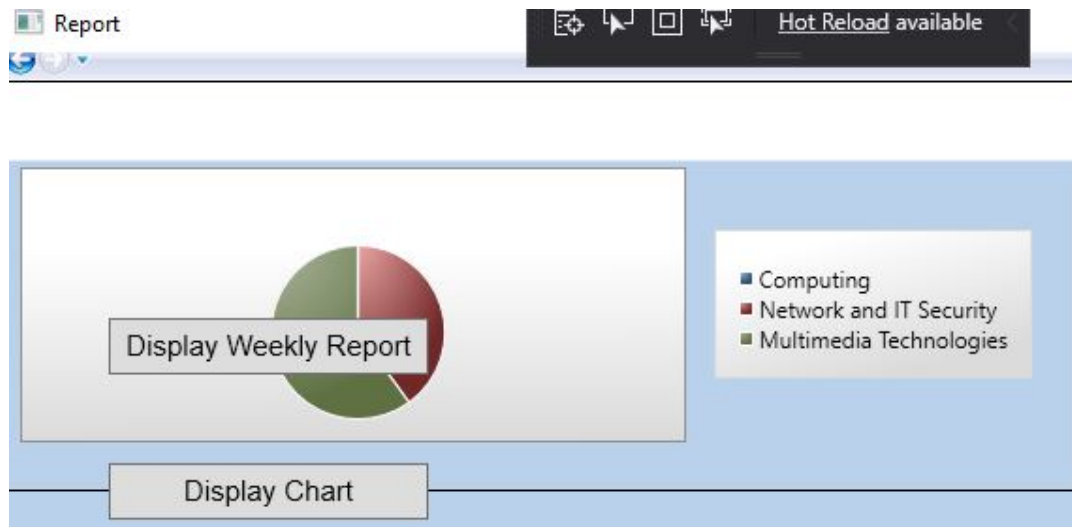 Report
Hot Reload available
Computing
Network and IT Security
Multimedia Technologies
Display Weekly Report
Display Chart